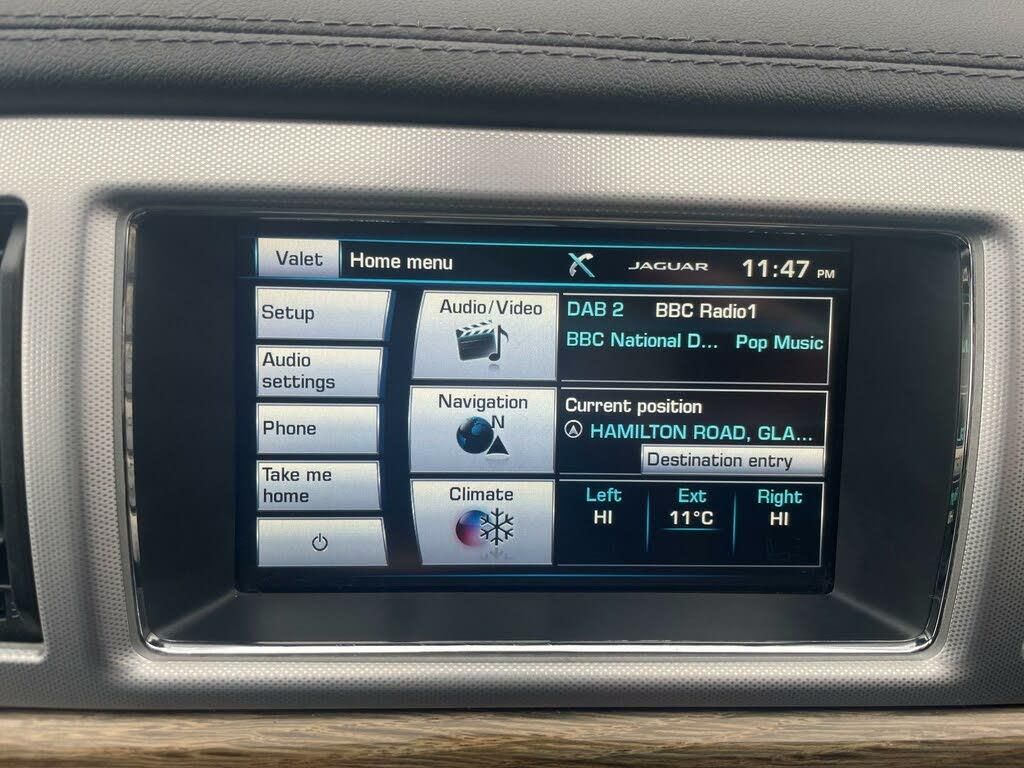 Valet
Home menu
JAGUAR
11:47 PM
Setup
Audio
settings
Phone
Take me
home
Audio/Video
DAB 2 BBC Radio1
BBC National D... Pop Music
Navigation
N
Current position
HAMILTON ROAD, GLA...
Destination entry
Climate
Left
HI
Ext
11°C
Right
HI